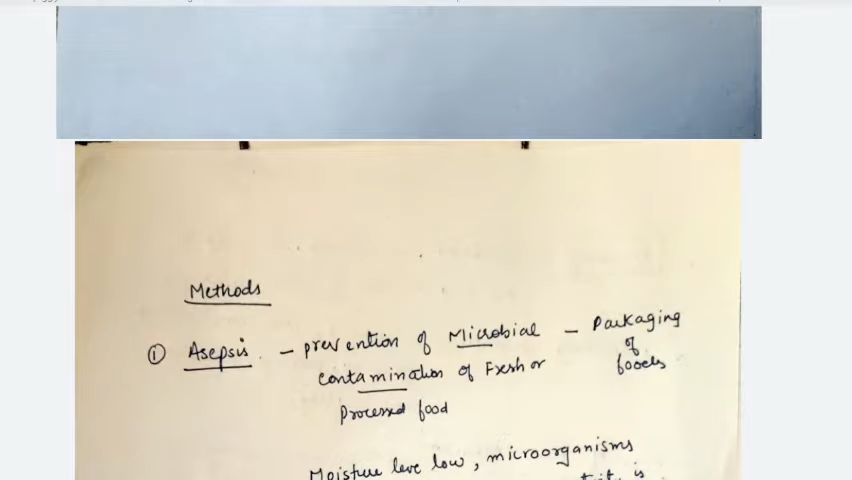 Methods
① Asepsis - prevention of Microbial - Packaging
contamination of Fresh or of
Processed food foods
Moisture leve low, microorganisms
is